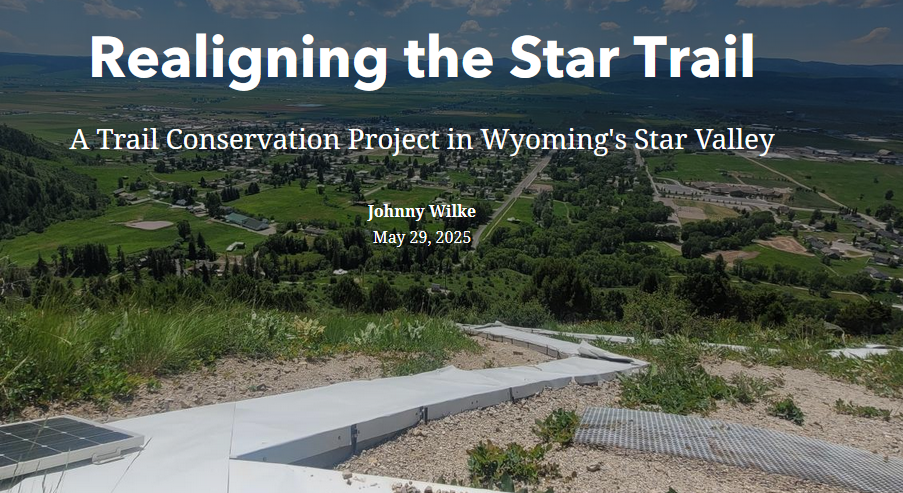 Realigning the Star Trail
A Trail Conservation Project in Wyoming's Star Valley
Johnny Wilke
May 29, 2025